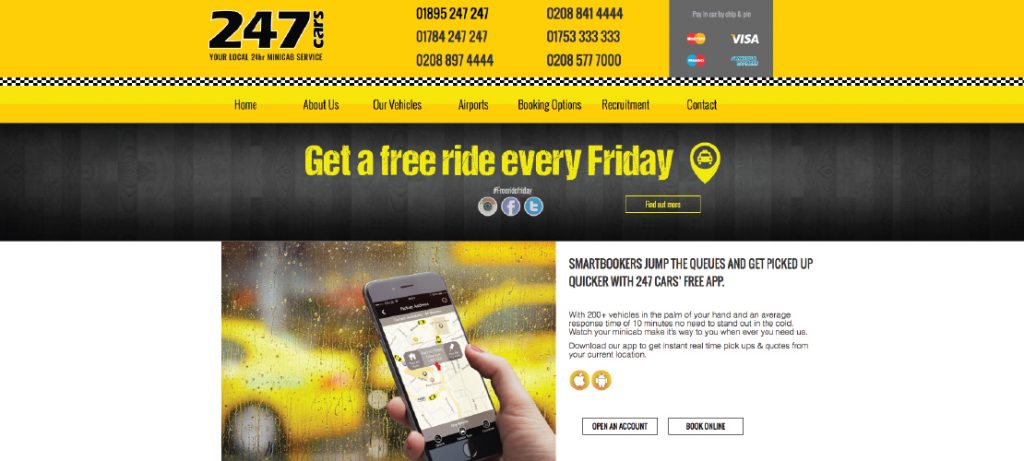 247 cars
YOUR LOCAL 24hr MINICAB SERVICE
01895 247 247
0208 841 4444
01784 247 247
01753 333 333
0208 897 4444
0208 577 7000
Pay in car by chip & pin
MasterCard VISA
Maestro
Home About Us Our Vehicles Airports Booking Options Recruitment Contact
Get a free ride every Friday
#Freeridefriday
Find out more
Pickup Address
SMARTBOOKERS JUMP THE QUEUES AND GET PICKED UP
QUICKER WITH 247 CARS' FREE APP.
With 200+ vehicles in the palm of your hand and an average
response time of 10 minutes no need to stand out in the cold.
Watch your minicab make it's way to you when ever you need us.
Download our app to get instant real time pick ups & quotes from
your current location.
OPEN AN ACCOUNT
BOOK ONLINE